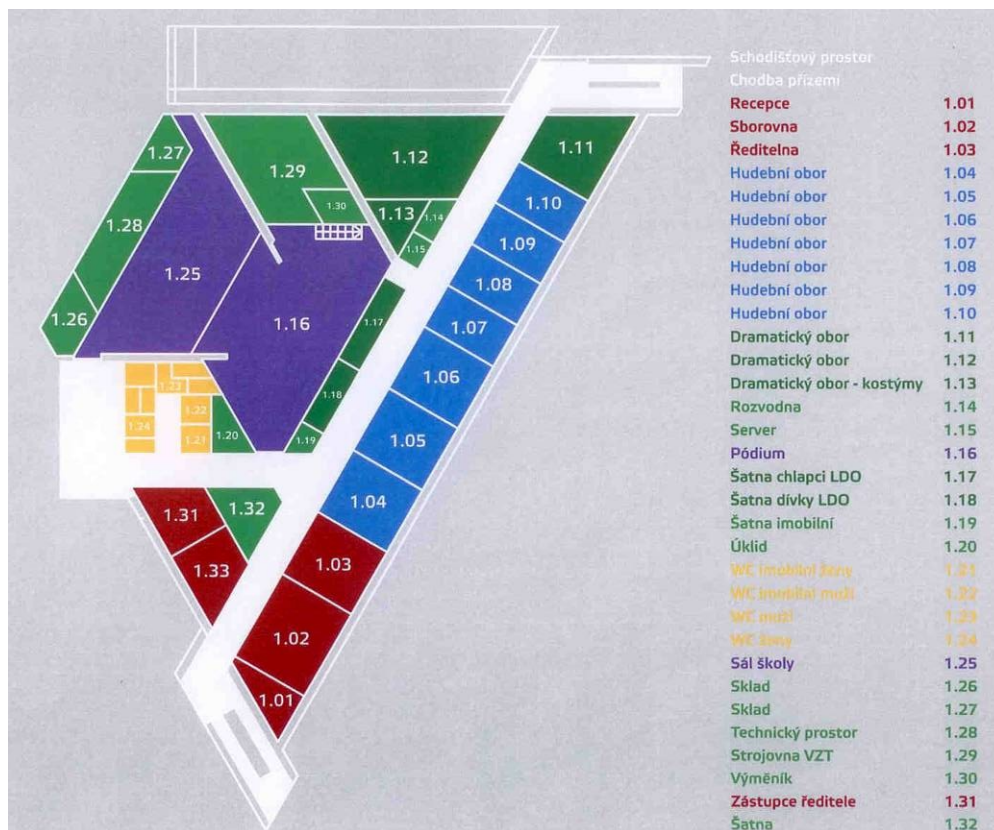 Schodišťový prostor
Chodba přízemí
Recepce 1.01
Sborovna 1.02
Ředitelna 1.03
Hudební obor 1.04
Hudební obor 1.05
Hudební obor 1.06
Hudební obor 1.07
Hudební obor 1.08
Hudební obor 1.09
Hudební obor 1.10
Dramatický obor 1.11
Dramatický obor 1.12
Dramatický obor - kostýmy 1.13
Rozvodna 1.14
Server 1.15
Pódium 1.16
Šatna chlapci LDO 1.17
Šatna dívky LDO 1.18
Šatna imobilní 1.19
Úklid 1.20
WC imobilní ženy 1.21
WC imobilní muži 1.22
WC muži 1.23
WC ženy 1.24
Sál školy 1.25
Sklad 1.26
Sklad 1.27
Technický prostor 1.28
Strojovna VZT 1.29
Výměník 1.30
Zástupce ředitele 1.31
Šatna 1.32
1.27
1.29
1.12
1.11
1.28
1.30
1.13
1.14
1.10
1.15
1.09
1.25
1.08
1.26
1.16
1.17
1.07
1.06
1.23
1.18
1.22
1.24
1.21
1.20
1.19
1.05
1.04
1.31
1.32
1.33
1.03
1.02
1.01